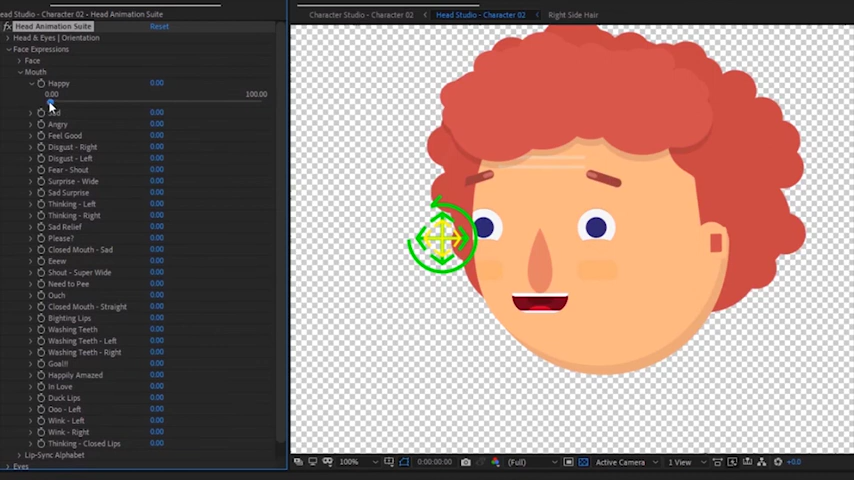 ead Studio - Character 02 - Head Animation Suite
Character Studio - Character 02 Head Studio - Character 02 Right Side Hair
fx Head Animation Suite Reset
Head & Eyes | Orientation
Face Expressions
Face
Mouth
Happy 0.00
0.00 100.00
Sad 0.00
Angry 0.00
Feel Good 0.00
Disgust - Right 0.00
Disgust - Left 0.00
Fear - Shout 0.00
Surprise - Wide 0.00
Sad Surprise 0.00
Thinking - Left 0.00
Thinking - Right 0.00
Sad Relief 0.00
Please? 0.00
Closed Mouth - Sad 0.00
Eeew 0.00
Shout - Super Wide 0.00
Need to Pee 0.00
Ouch 0.00
Closed Mouth - Straight 0.00
Bighting Lips 0.00
Washing Teeth 0.00
Washing Teeth - Left 0.00
Washing Teeth - Right 0.00
Goal!! 0.00
Happily Amazed 0.00
In Love 0.00
Duck Lips 0.00
Ooo - Left 0.00
Wink - Left 0.00
Wink - Right 0.00
Thinking - Closed Lips 0.00
Lip-Sync Alphabet
Eyes
100% 0:00:00:00 (Full) Active Camera 1 View +0.0